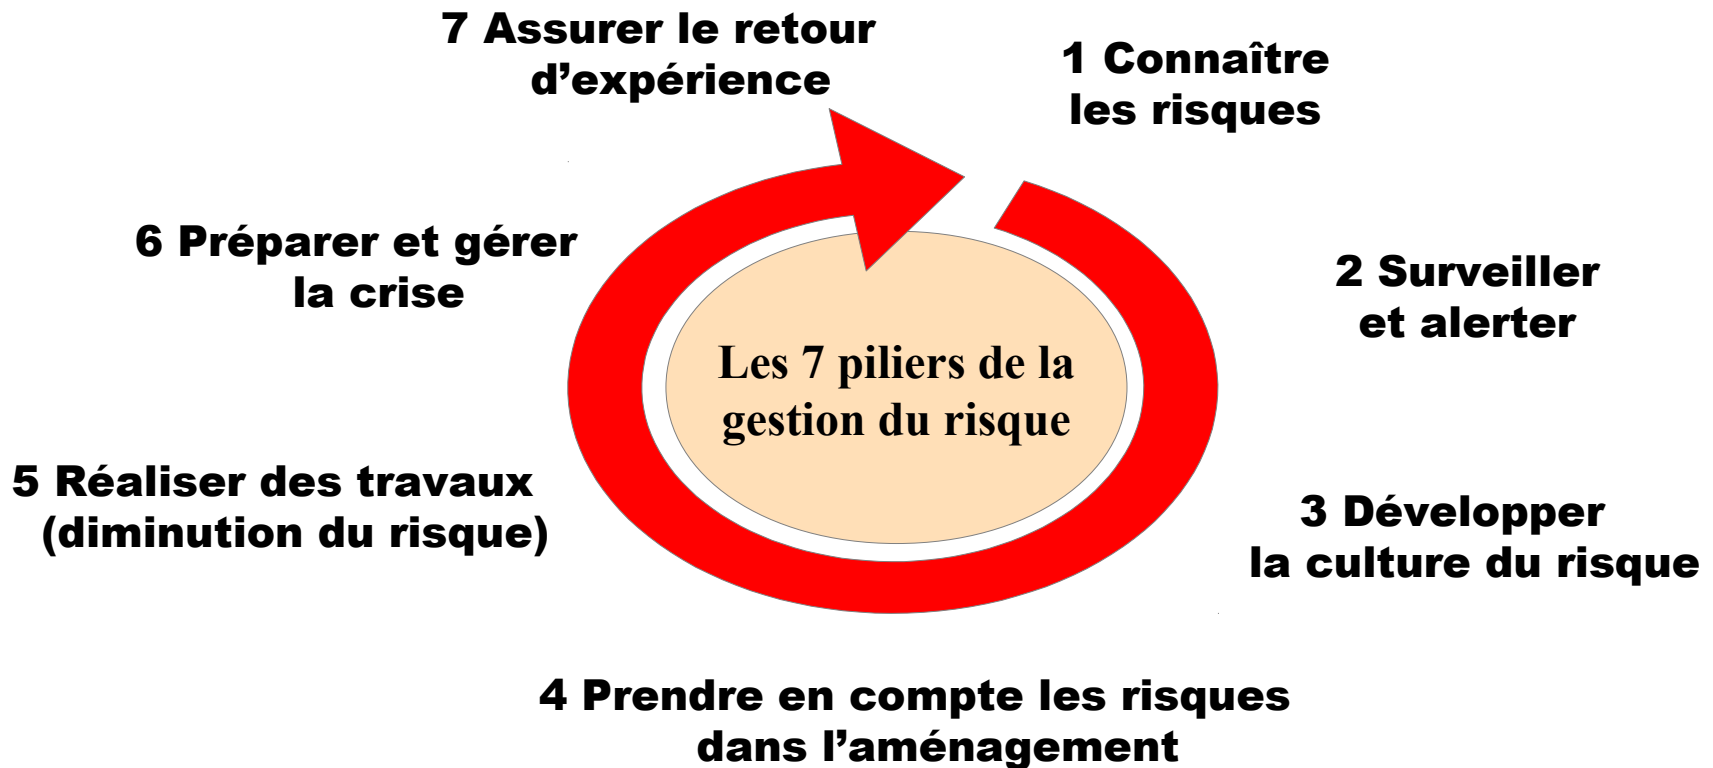 7 Assurer le retour
d’expérience
1 Connaître
les risques
6 Préparer et gérer
la crise
2 Surveiller
et alerter
Les 7 piliers de la
gestion du risque
5 Réaliser des travaux
(diminution du risque)
3 Développer
la culture du risque
4 Prendre en compte les risques
dans l’aménagement